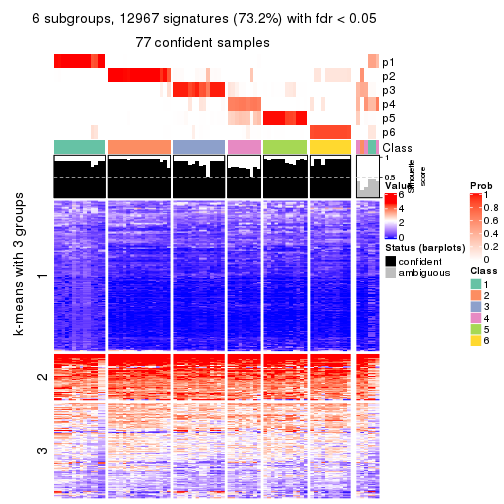 6 subgroups, 12967 signatures (73.2%) with fdr < 0.05
77 confident samples
p1
p2
p3
p4
p5
p6
Class
1
0.5
0
Silhouette
score
k-means with 3 groups
1
2
3
Value
6
4
2
0
Status (barplots)
confident
ambiguous
Prob
1
0.8
0.6
0.4
0.2
0
Class
1
2
3
4
5
6